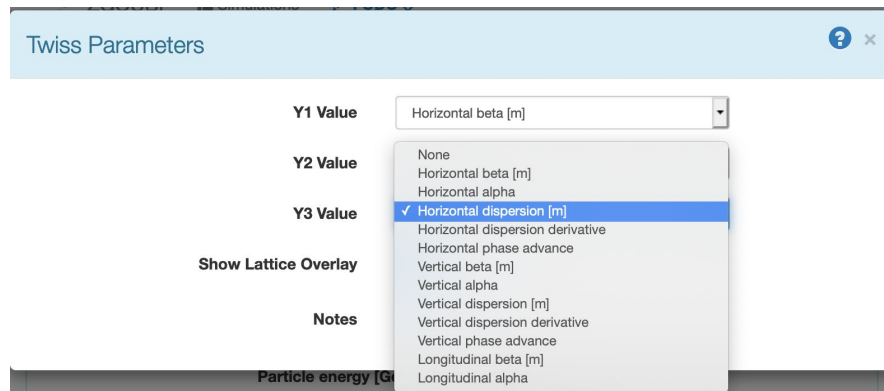 Simulations
Twiss Parameters
? ×
Y1 Value
Horizontal beta [m]
Y2 Value
Y3 Value
Show Lattice Overlay
Notes
None
Horizontal beta [m]
Horizontal alpha
✓ Horizontal dispersion [m]
Horizontal dispersion derivative
Horizontal phase advance
Vertical beta [m]
Vertical alpha
Vertical dispersion [m]
Vertical dispersion derivative
Vertical phase advance
Longitudinal beta [m]
Longitudinal alpha
Particle energy